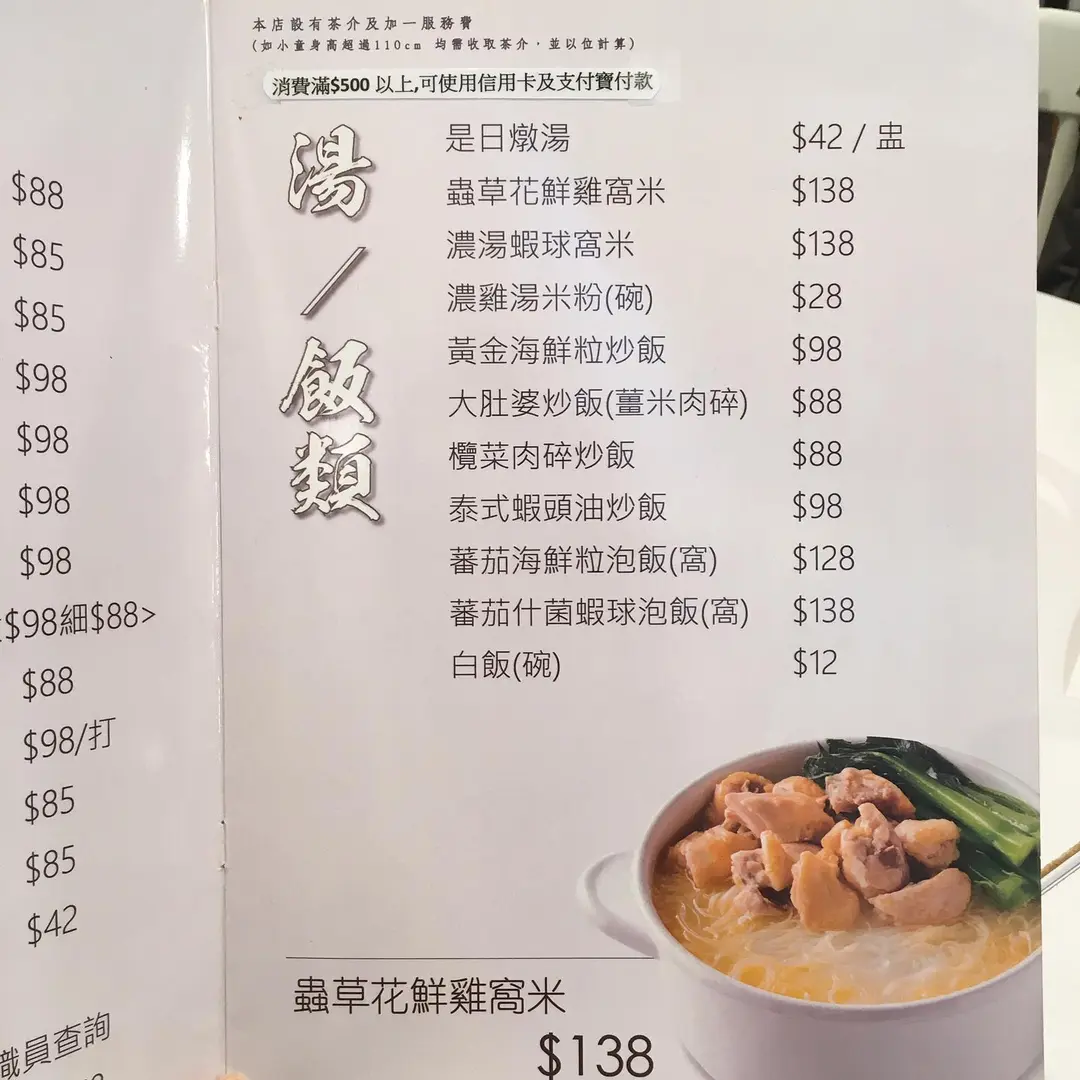 $88
$85
$85
$98
$98
$98
$98
$98細$88>
$88
$98/打
$85
$85
$42
職員查詢
本店設有茶介及加一服務費
(如小童身高超過110cm 均需收取茶介，並以位計算)
消費滿$500 以上,可使用信用卡及支付寶付款
湯／飯類
是日燉湯 $42 / 盅
蟲草花鮮雞窩米 $138
濃湯蝦球窩米 $138
濃雞湯米粉(碗) $28
黃金海鮮粒炒飯 $98
大肚婆炒飯(薑米肉碎) $88
欖菜肉碎炒飯 $88
泰式蝦頭油炒飯 $98
蕃茄海鮮粒泡飯(窩) $128
蕃茄什菌蝦球泡飯(窩) $138
白飯(碗) $12
蟲草花鮮雞窩米
$138